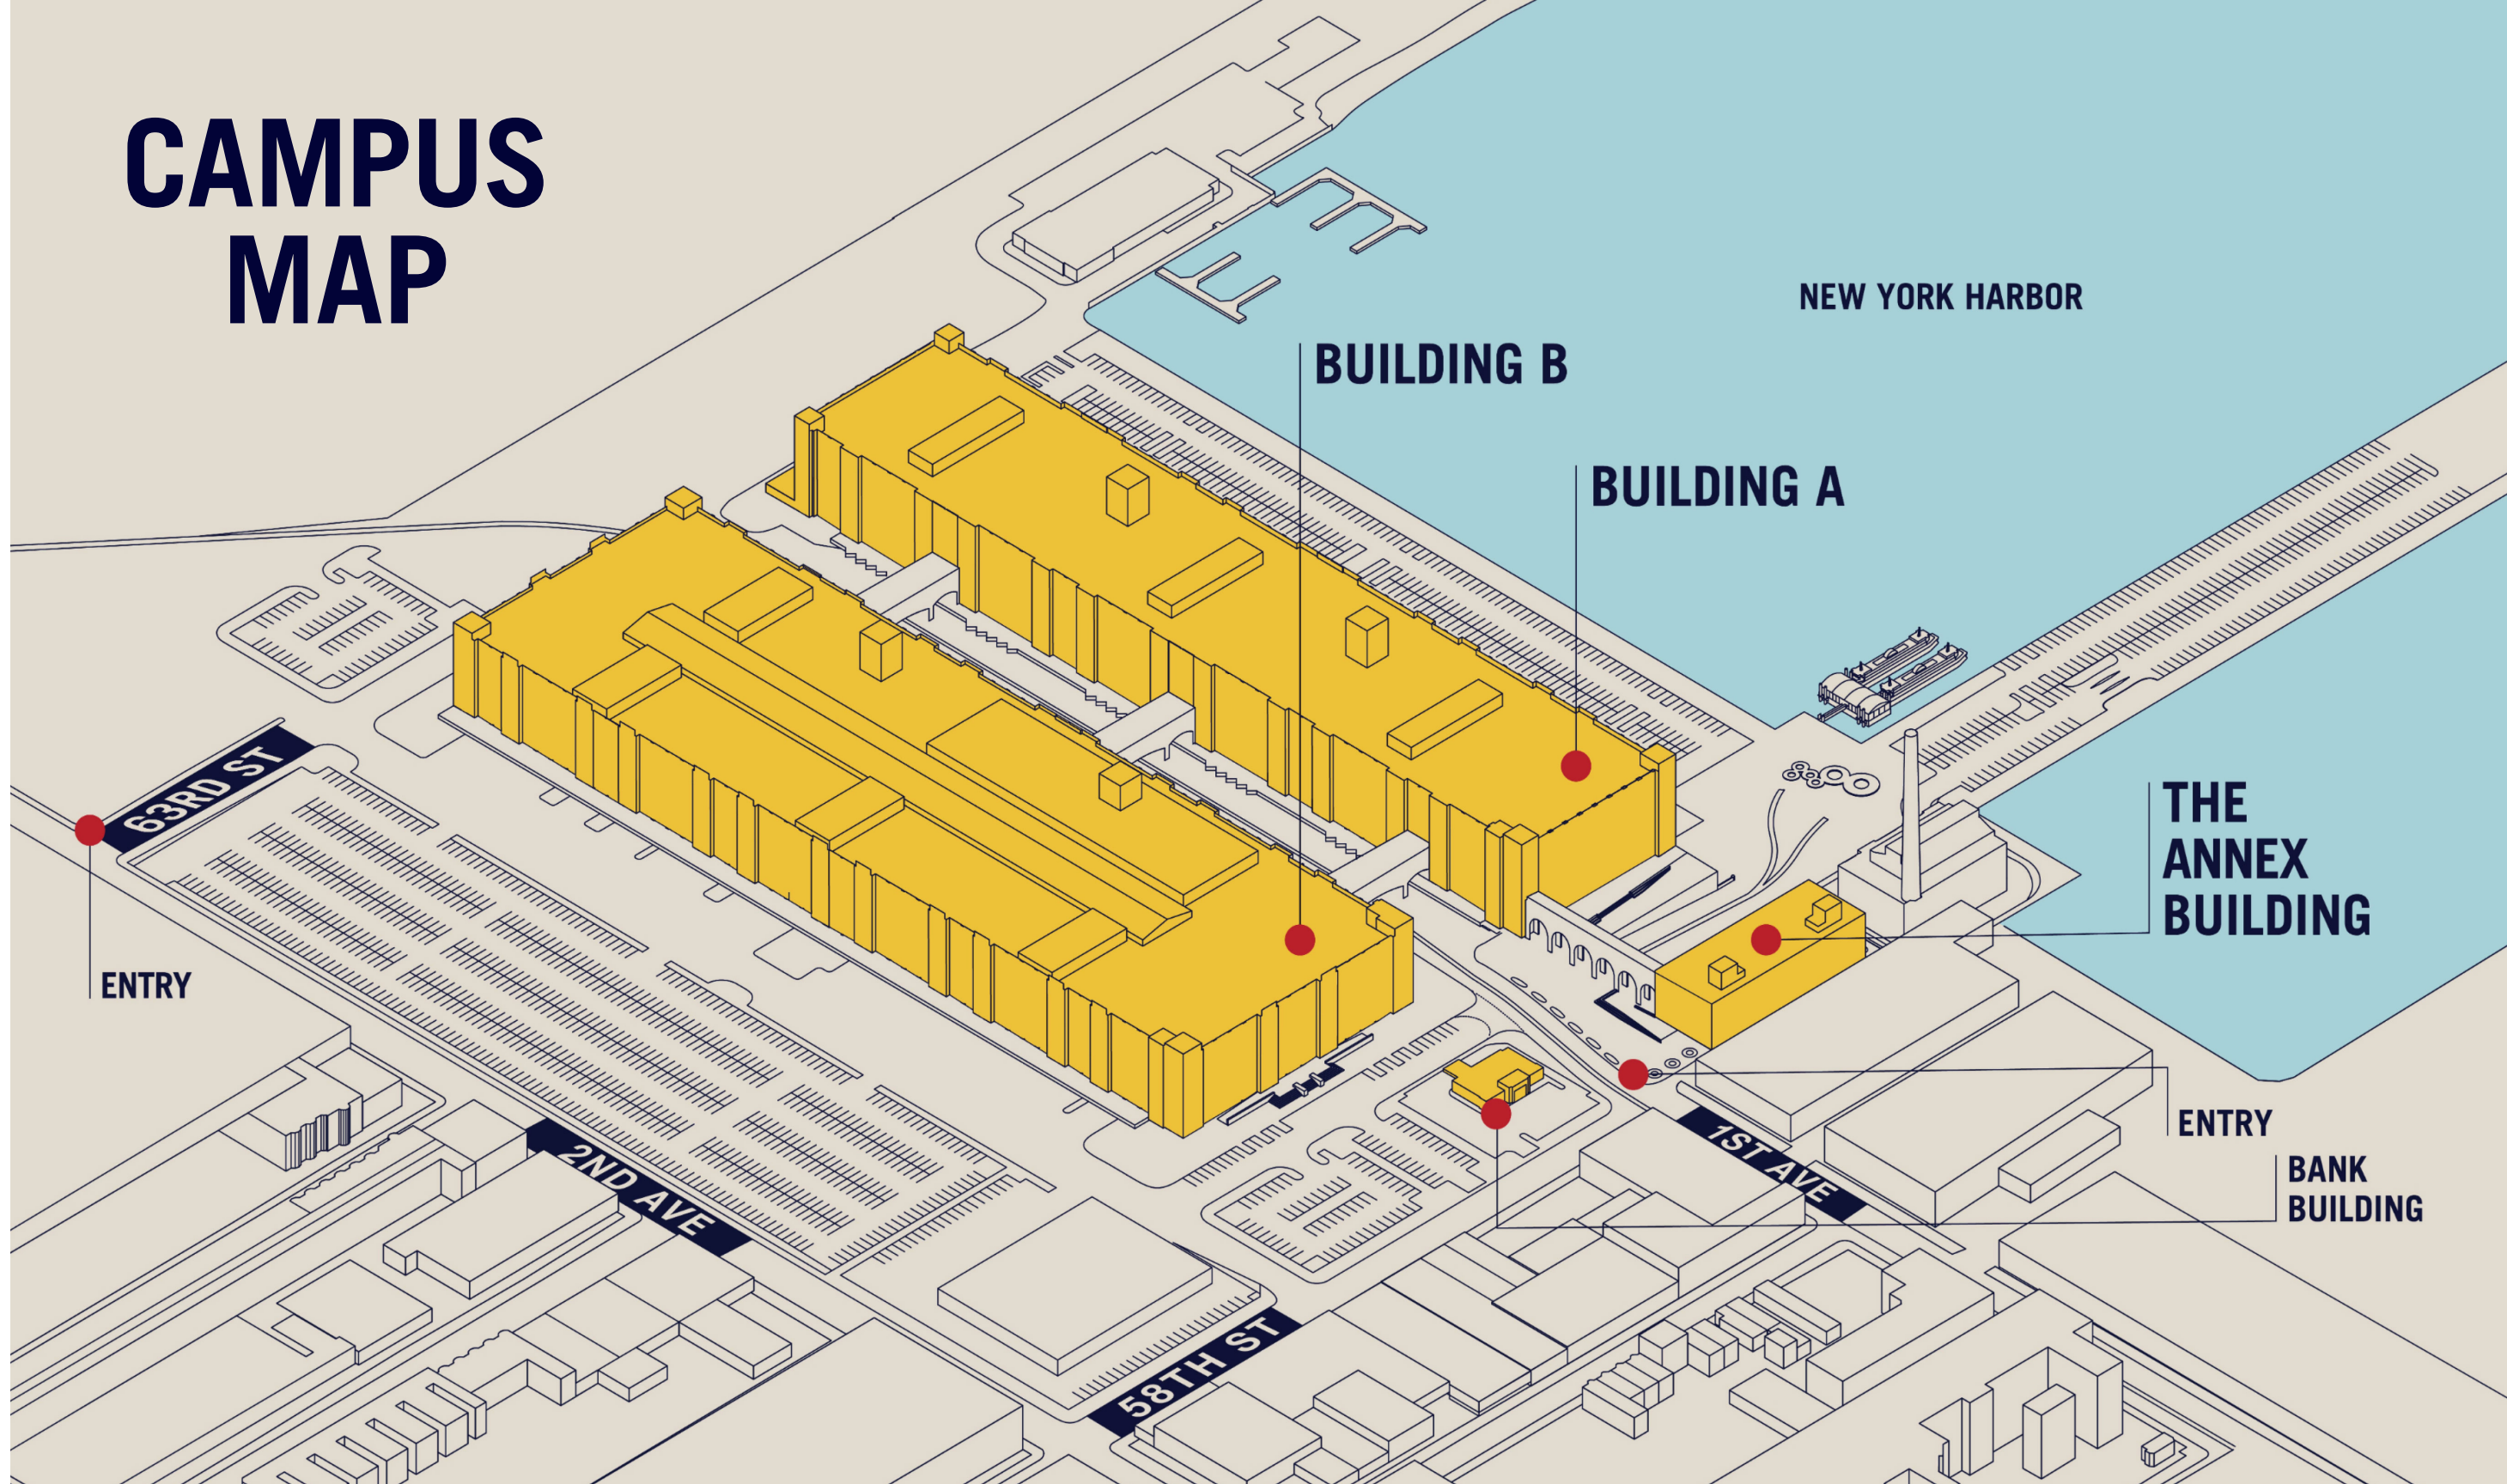 CAMPUS
MAP
NEW YORK HARBOR
BUILDING B
BUILDING A
63RD ST
THE
ANNEX
BUILDING
ENTRY
2ND AVE
1ST AVE
ENTRY
BANK
BUILDING
58TH ST